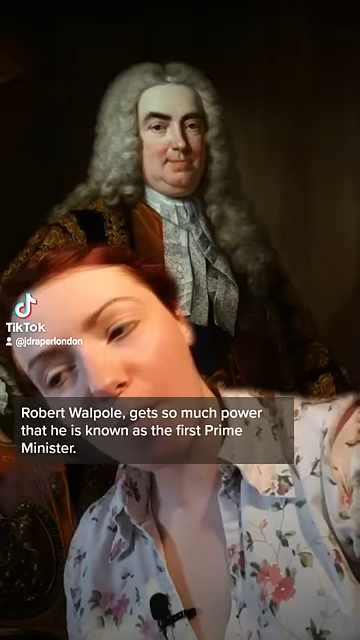 TikTok
@jdraperlondon
Robert Walpole, gets so much power
that he is known as the first Prime
Minister.